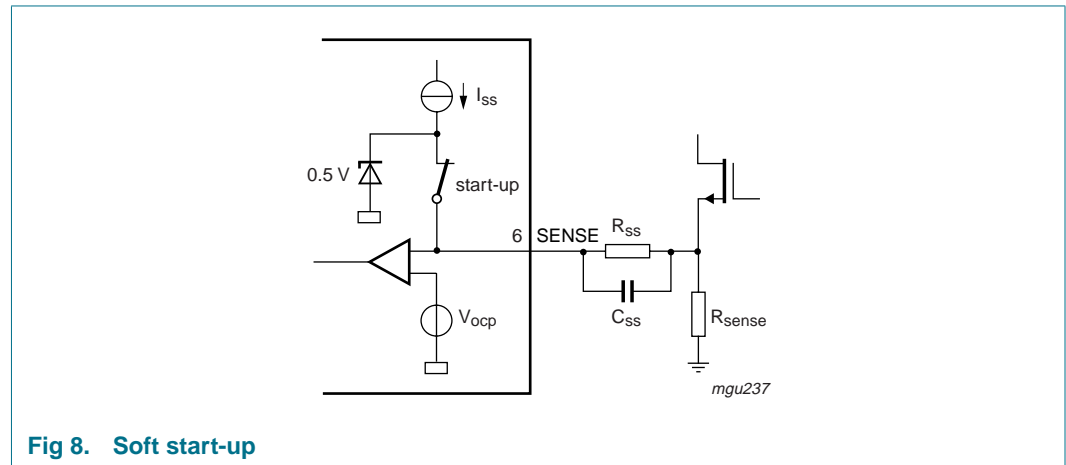 I_ss
0.5 V
start-up
6 SENSE
R_ss
V_ocp
C_ss
R_sense
mgu237
Fig 8. Soft start-up